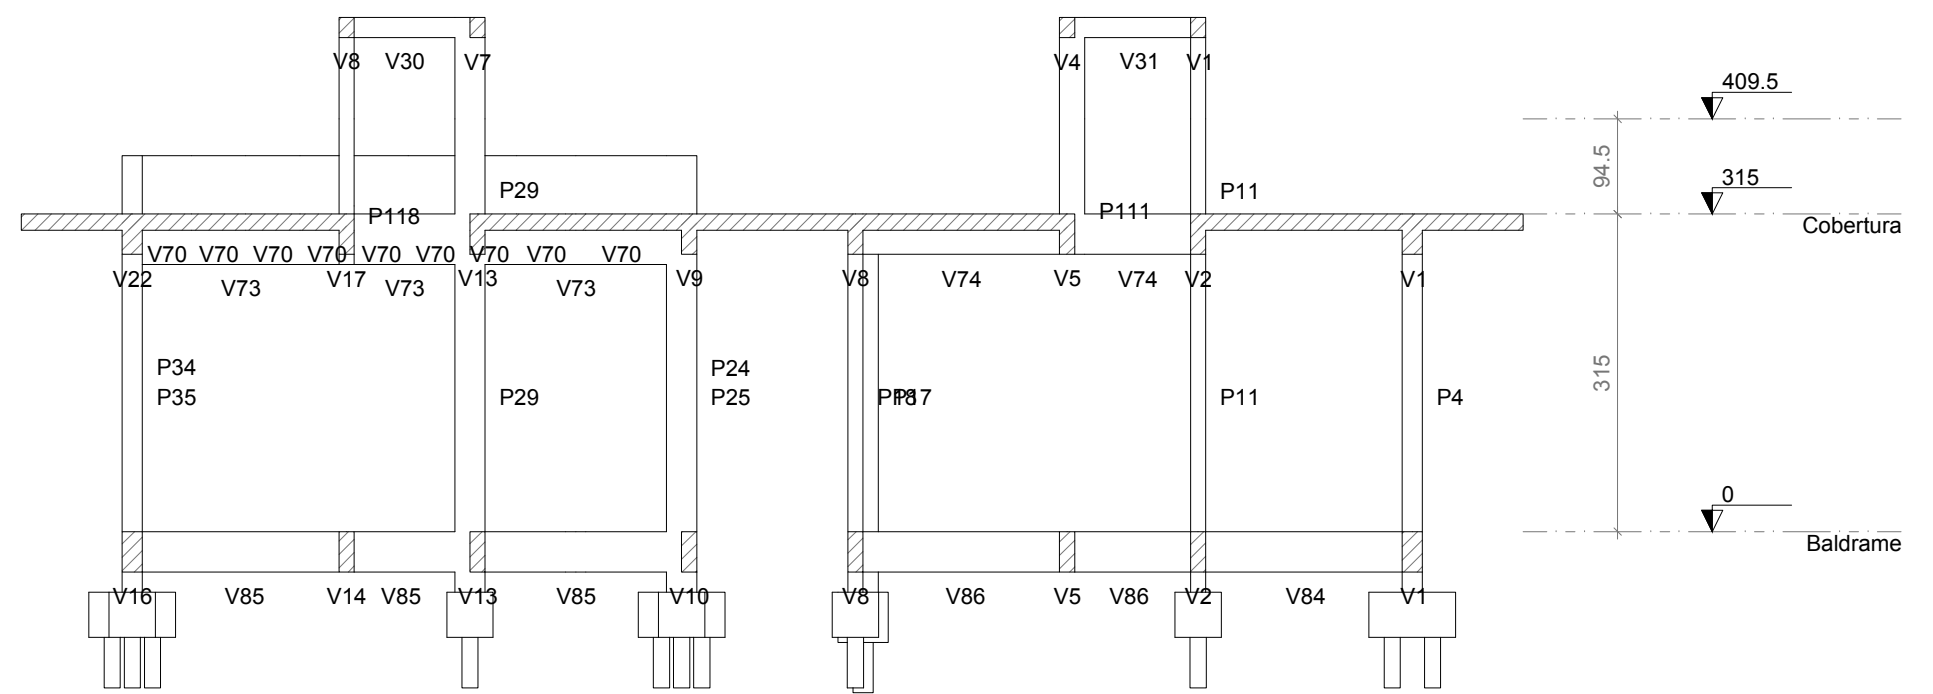 V8 V30 V7 V4 V31 V1
409.5
94.5
P29 P11 315
P118 P111
Cobertura
V70 V70 V70 V70 V70 V70 V70 V70 V70
V22 V17 V13 V9 V8 V74 V5 V74 V2 V1
V73 V73 V73
P34 P24
315
P35 P29 P25 P18 P17 P11 P4
0
Baldrame
V16 V85 V14 V85 V13 V85 V10 V8 V86 V5 V86 V2 V84 V1